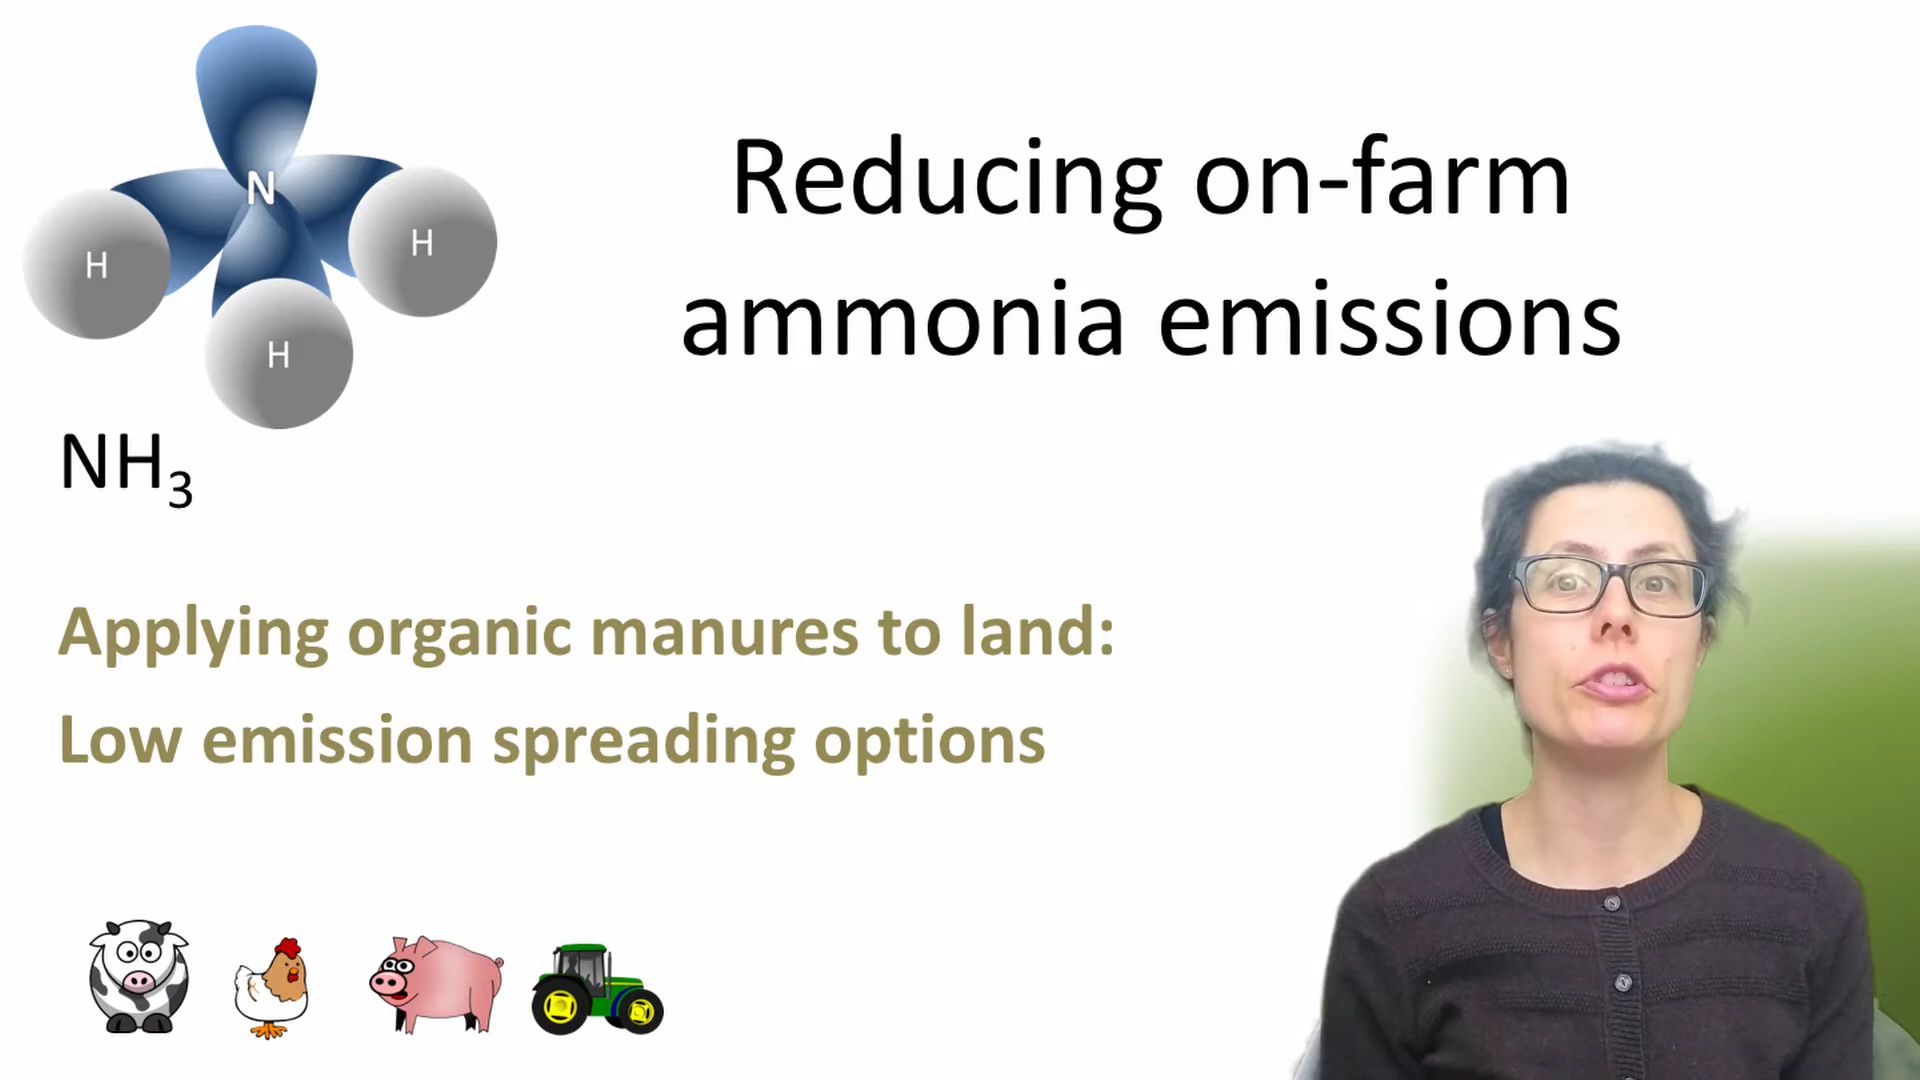 N
H
H
H
NH₃
Reducing on-farm
ammonia emissions
Applying organic manures to land:
Low emission spreading options